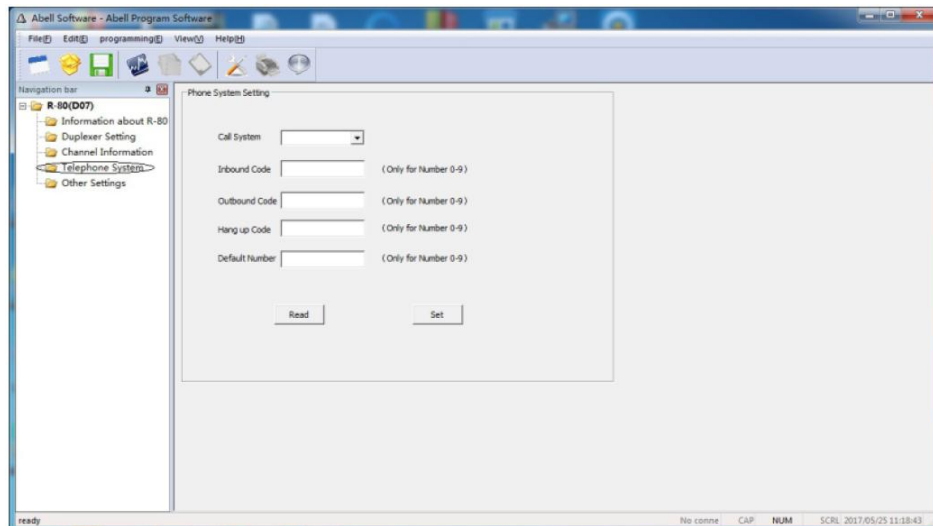 Abell Software - Abell Program Software
File(F) Edit(E) programming(E) View(V) Help(H)
Navigation bar
R-80(D07)
Information about R-80
Duplexer Setting
Channel Information
Telephone System
Other Settings
Phone System Setting
Call System
Inbound Code (Only for Number 0-9)
Outbound Code (Only for Number 0-9)
Hang up Code (Only for Number 0-9)
Default Number (Only for Number 0-9)
Read Set
ready No conne CAP NUM SCRL 2017/05/25 11:18:43